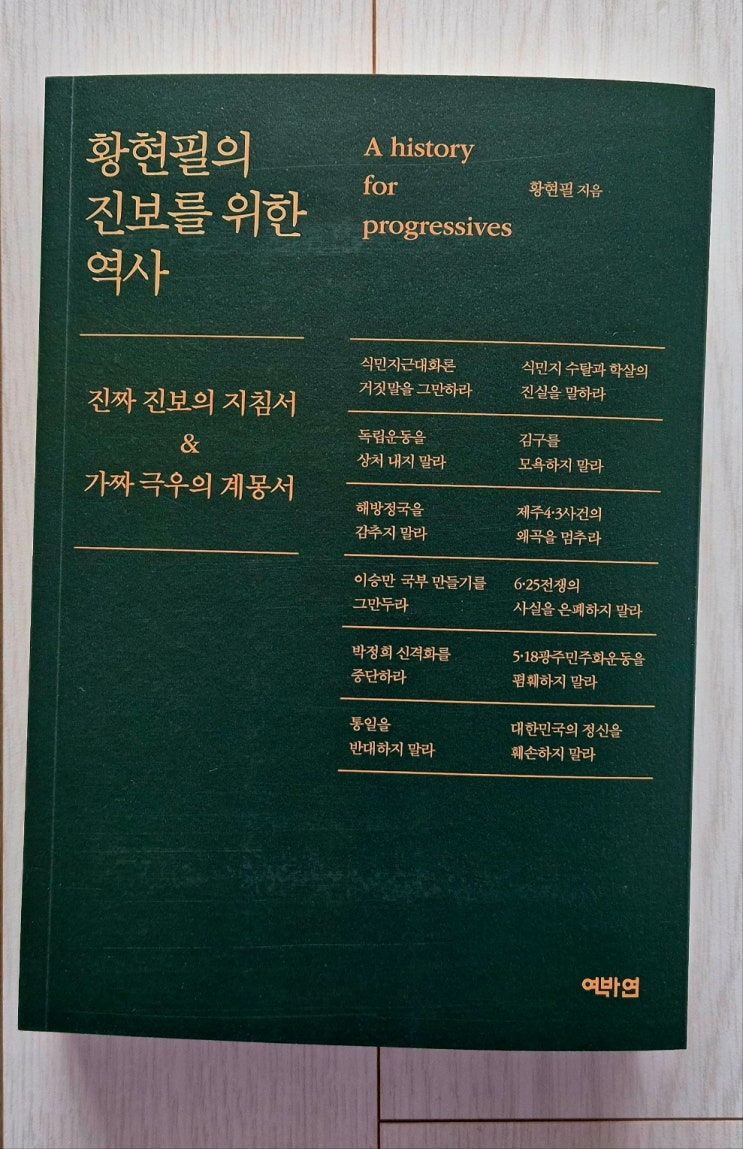 황현필의
진보를 위한
역사
A history
for
progressives
황현필 지음
진짜 진보의 지침서
&
가짜 극우의 계몽서
식민지근대화론
거짓말을 그만하라
식민지 수탈과 학살의
진실을 말하라
독립운동을
상처 내지 말라
김구를
모욕하지 말라
해방정국을
감추지 말라
제주4·3사건의
왜곡을 멈추라
이승만 국부 만들기를
그만두라
6·25전쟁의
사실을 은폐하지 말라
박정희 신격화를
중단하라
5·18광주민주화운동을
폄훼하지 말라
통일을
반대하지 말라
대한민국의 정신을
훼손하지 말라
역바연